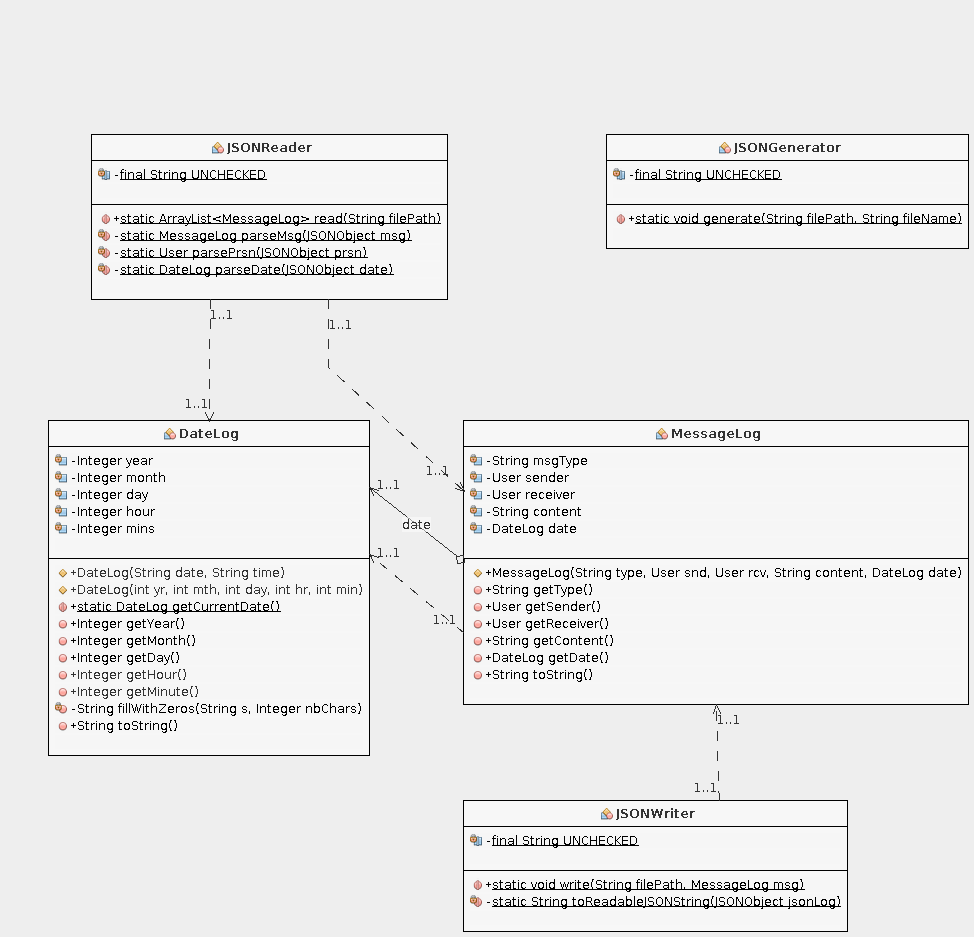 JSONReader
-final String UNCHECKED
+static ArrayList<MessageLog> read(String filePath)
-static MessageLog parseMsg(JSONObject msg)
-static User parsePrsn(JSONObject prsn)
-static DateLog parseDate(JSONObject date)
JSONGenerator
-final String UNCHECKED
+static void generate(String filePath, String fileName)
1..1
1..1
1..1
1..1
DateLog
-Integer year
-Integer month
-Integer day
-Integer hour
-Integer mins
+DateLog(String date, String time)
+DateLog(int yr, int mth, int day, int hr, int min)
+static DateLog getCurrentDate()
+Integer getYear()
+Integer getMonth()
+Integer getDay()
+Integer getHour()
+Integer getMinute()
-String fillWithZeros(String s, Integer nbChars)
+String toString()
1..1
date
1..1
1..1
MessageLog
-String msgType
-User sender
-User receiver
-String content
-DateLog date
+MessageLog(String type, User snd, User rcv, String content, DateLog date)
+String getType()
+User getSender()
+User getReceiver()
+String getContent()
+DateLog getDate()
+String toString()
1..1
1..1
JSONWriter
-final String UNCHECKED
+static void write(String filePath, MessageLog msg)
-static String toReadableJSONString(JSONObject jsonLog)